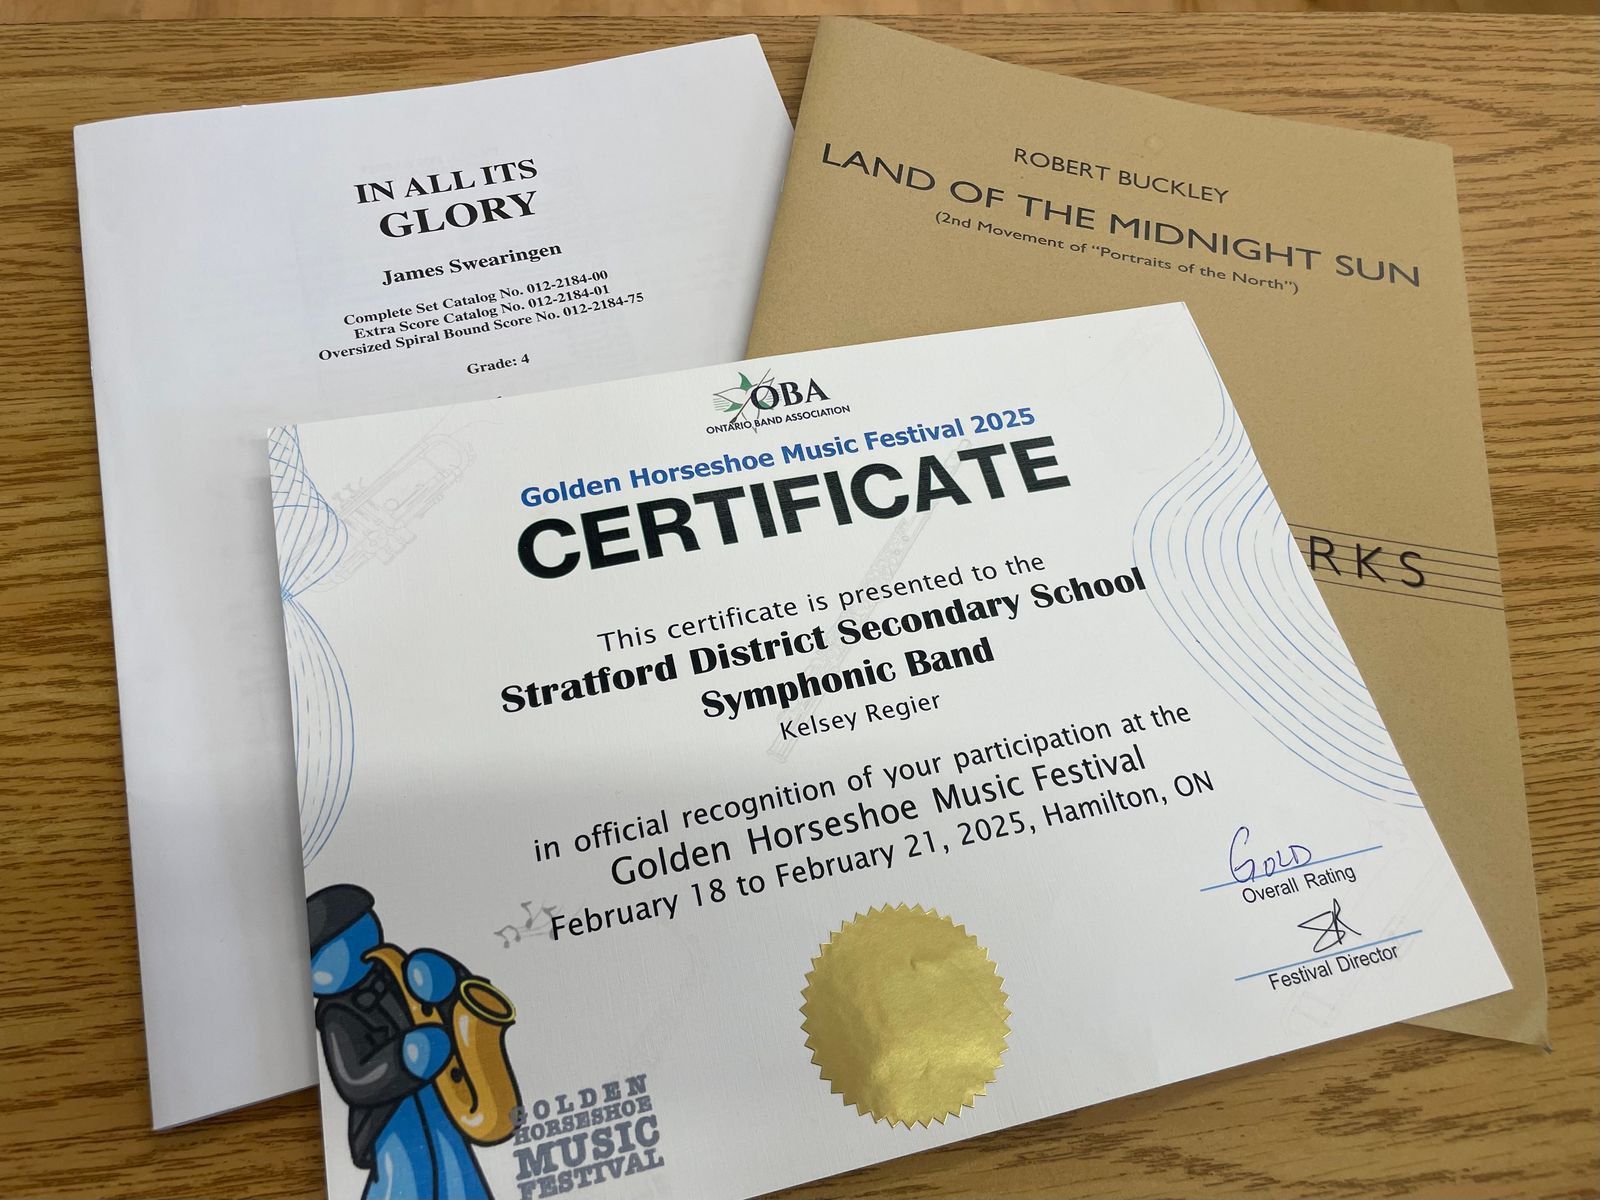 IN ALL ITS
GLORY
James Swearingen
Complete Set Catalog No. 012-2184-00
Extra Score Catalog No. 012-2184-01
Oversized Spiral Bound Score No. 012-2184-75
Grade: 4
ROBERT BUCKLEY
LAND OF THE MIDNIGHT SUN
(2nd Movement of “Portraits of the North”)
RKS
OBA
ONTARIO BAND ASSOCIATION
Golden Horseshoe Music Festival 2025
CERTIFICATE
This certificate is presented to the
Stratford District Secondary School
Symphonic Band
Kelsey Regier
in official recognition of your participation at the
Golden Horseshoe Music Festival
February 18 to February 21, 2025, Hamilton, ON
GOLD
Overall Rating
Festival Director
GOLDEN
HORSESHOE
MUSIC
FESTIVAL